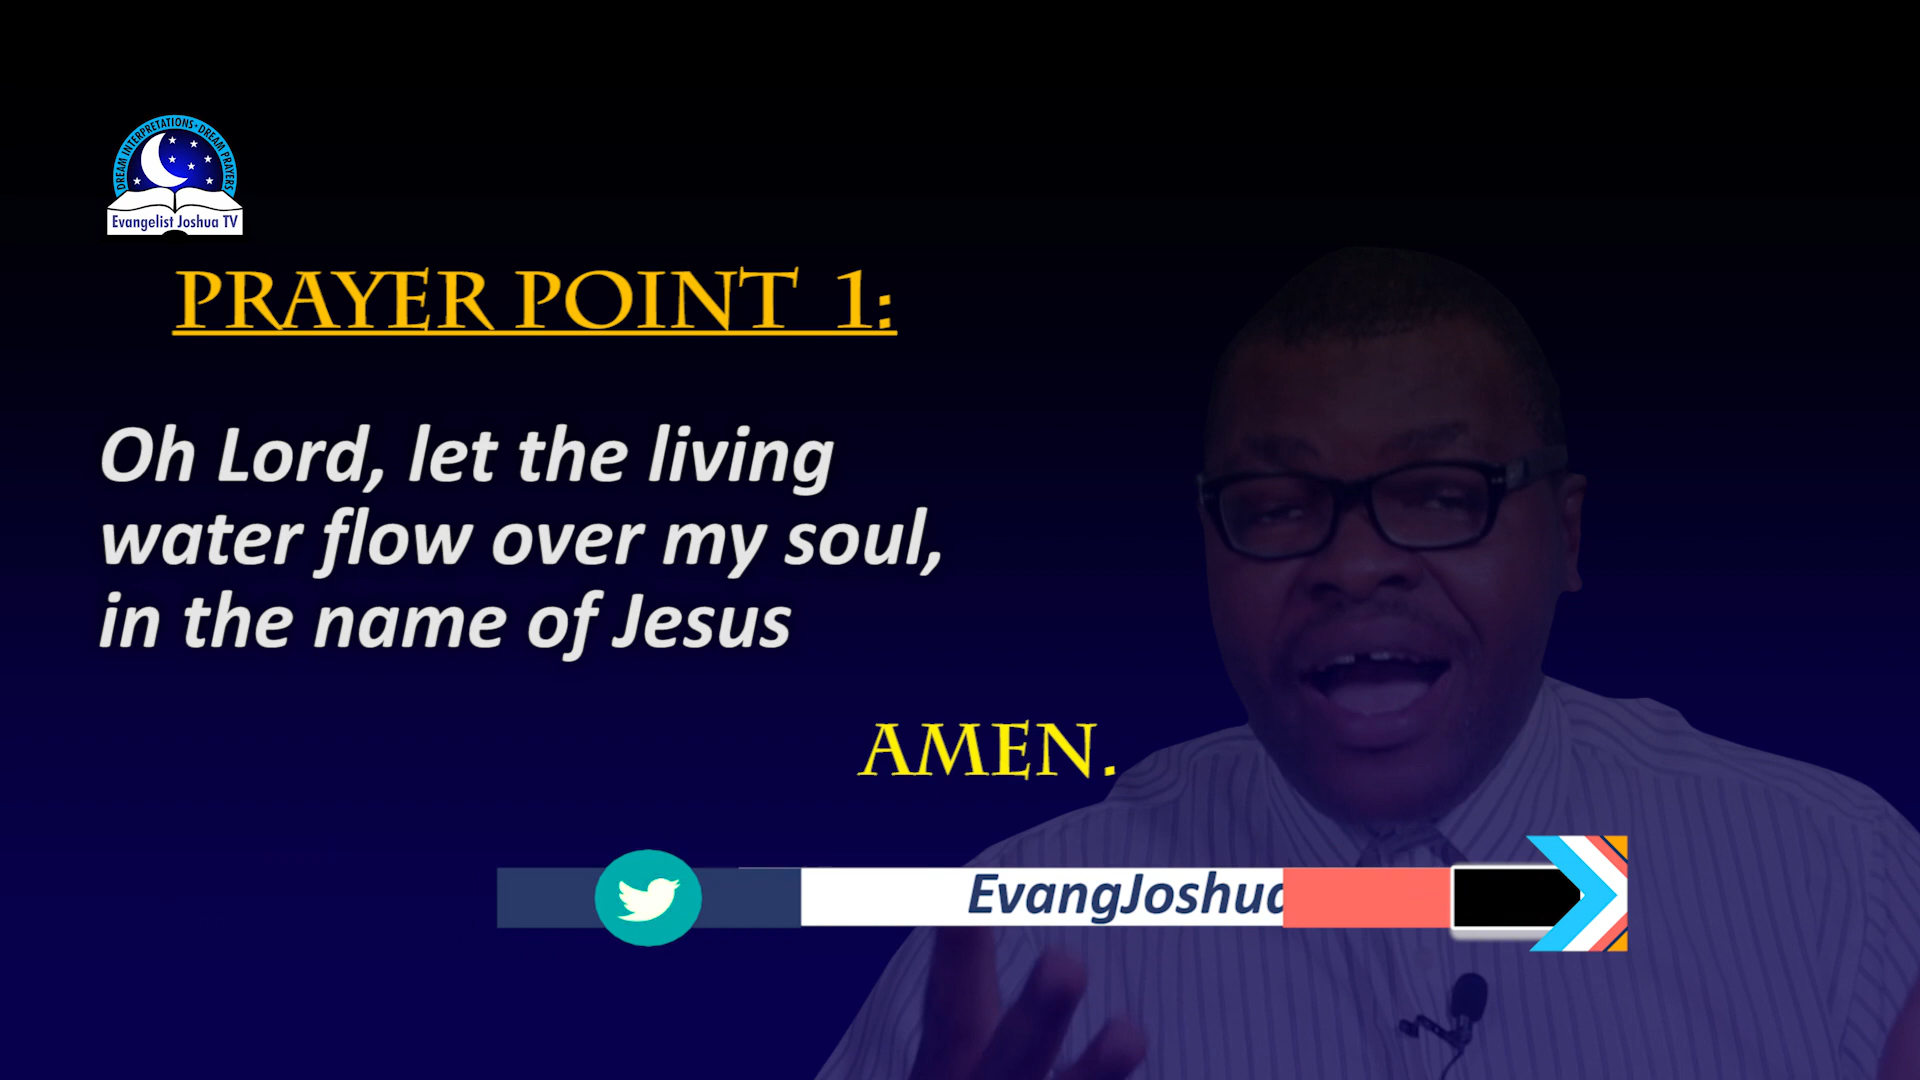 DREAM INTERPRETATIONS • DREAM PRAYERS
Evangelist Joshua TV
PRAYER POINT 1:
Oh Lord, let the living
water flow over my soul,
in the name of Jesus
AMEN.
EvangJoshua